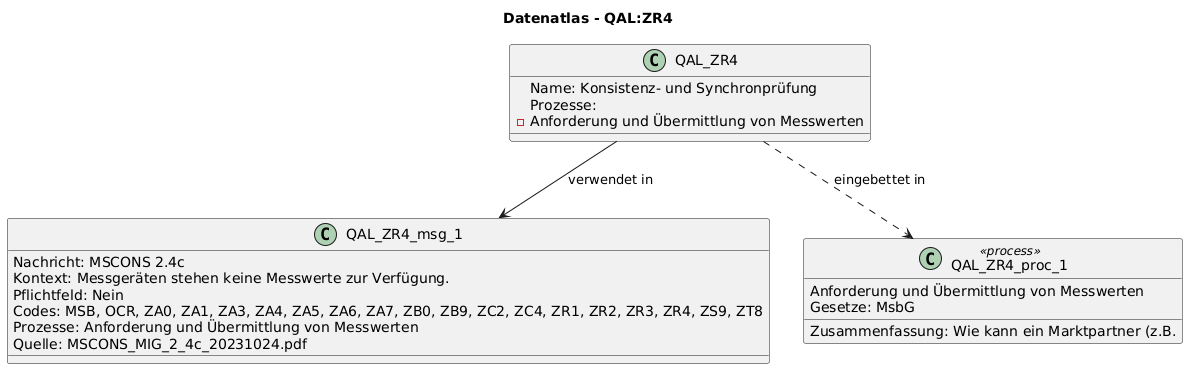 Datenatlas - QAL:ZR4
C QAL_ZR4
Name: Konsistenz- und Synchronprüfung
Prozesse:
Anforderung und Übermittlung von Messwerten
verwendet in
eingebettet in
C QAL_ZR4_msg_1
Nachricht: MSCONS 2.4c
Kontext: Messgeräten stehen keine Messwerte zur Verfügung.
Pflichtfeld: Nein
Codes: MSB, OCR, ZA0, ZA1, ZA3, ZA4, ZA5, ZA6, ZA7, ZB0, ZB9, ZC2, ZC4, ZR1, ZR2, ZR3, ZR4, ZS9, ZT8
Prozesse: Anforderung und Übermittlung von Messwerten
Quelle: MSCONS_MIG_2_4c_20231024.pdf
«process»
C QAL_ZR4_proc_1
Anforderung und Übermittlung von Messwerten
Gesetze: MsbG
Zusammenfassung: Wie kann ein Marktpartner (z.B.